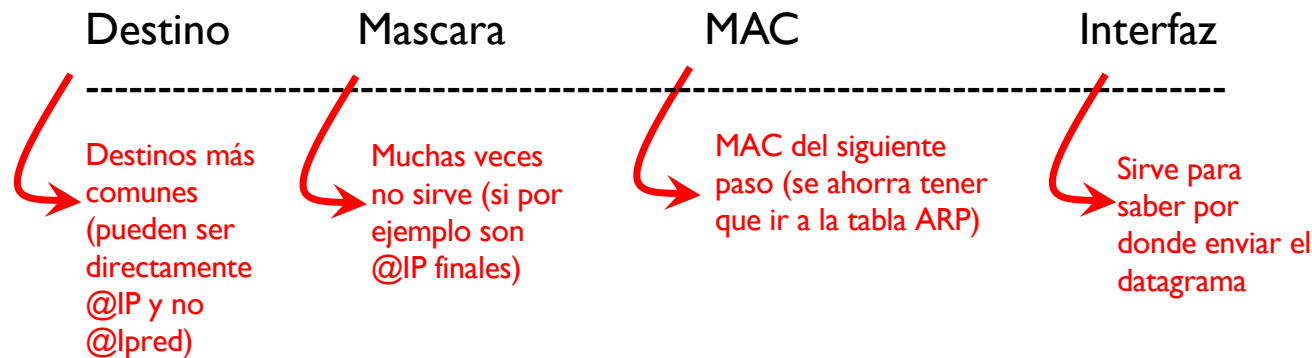 Destino
Mascara
MAC
Interfaz
Destinos más
comunes
(pueden ser
directamente
@IP y no
@Ipred)
Muchas veces
no sirve (si por
ejemplo son
@IP finales)
MAC del siguiente
paso (se ahorra tener
que ir a la tabla ARP)
Sirve para
saber por
donde enviar el
datagrama